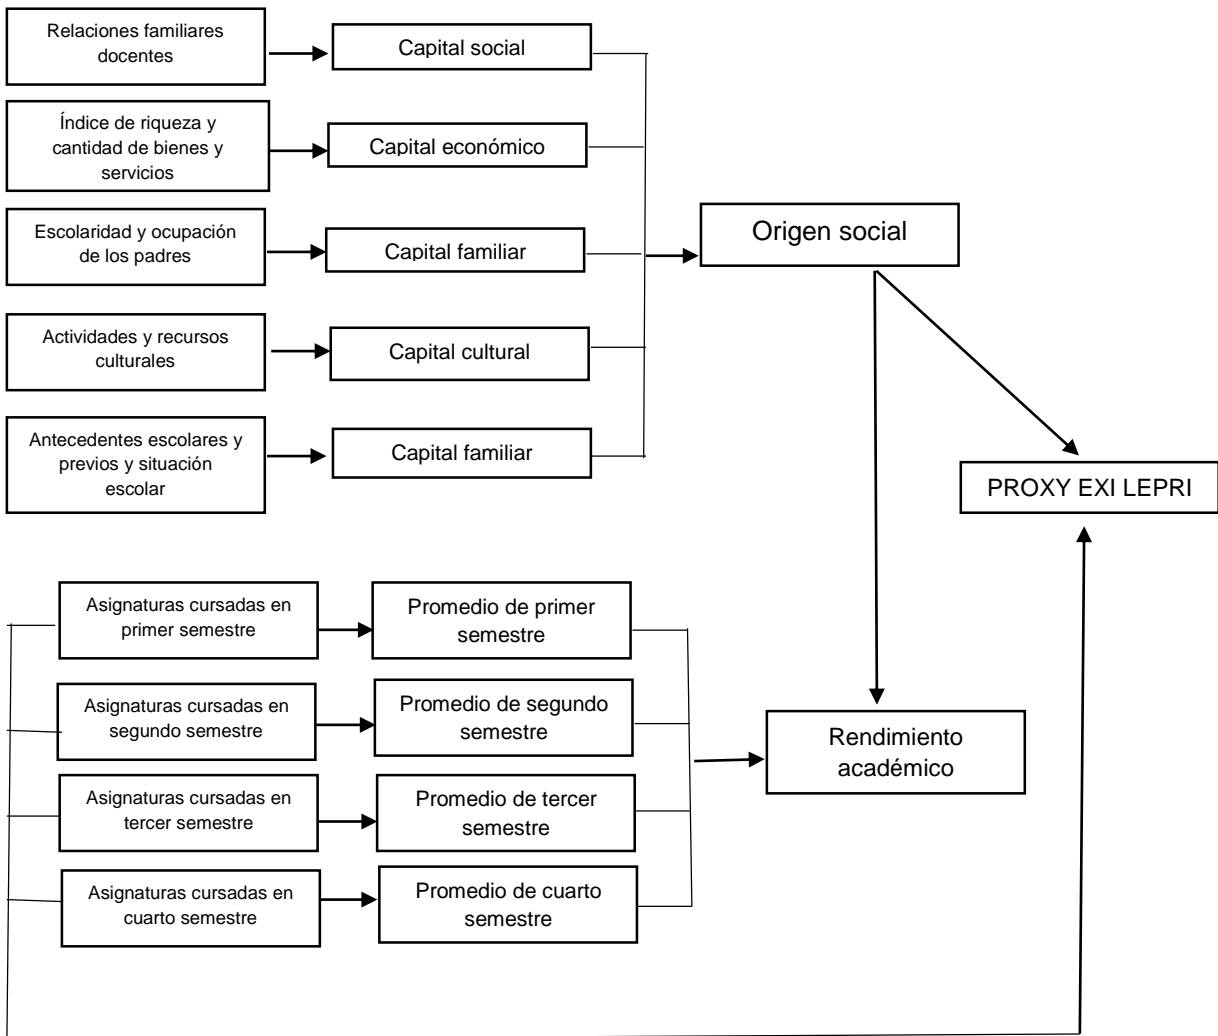 Relaciones familiares
docentes
Capital social
Índice de riqueza y
cantidad de bienes y
servicios
Capital económico
Escolaridad y ocupación
de los padres
Capital familiar
Origen social
Actividades y recursos
culturales
Capital cultural
Antecedentes escolares y
previos y situación
escolar
Capital familiar
PROXY EXI LEPRI
Asignaturas cursadas en
primer semestre
Promedio de primer
semestre
Asignaturas cursadas en
segundo semestre
Promedio de segundo
semestre
Rendimiento
académico
Asignaturas cursadas en
tercer semestre
Promedio de tercer
semestre
Asignaturas cursadas en
cuarto semestre
Promedio de cuarto
semestre